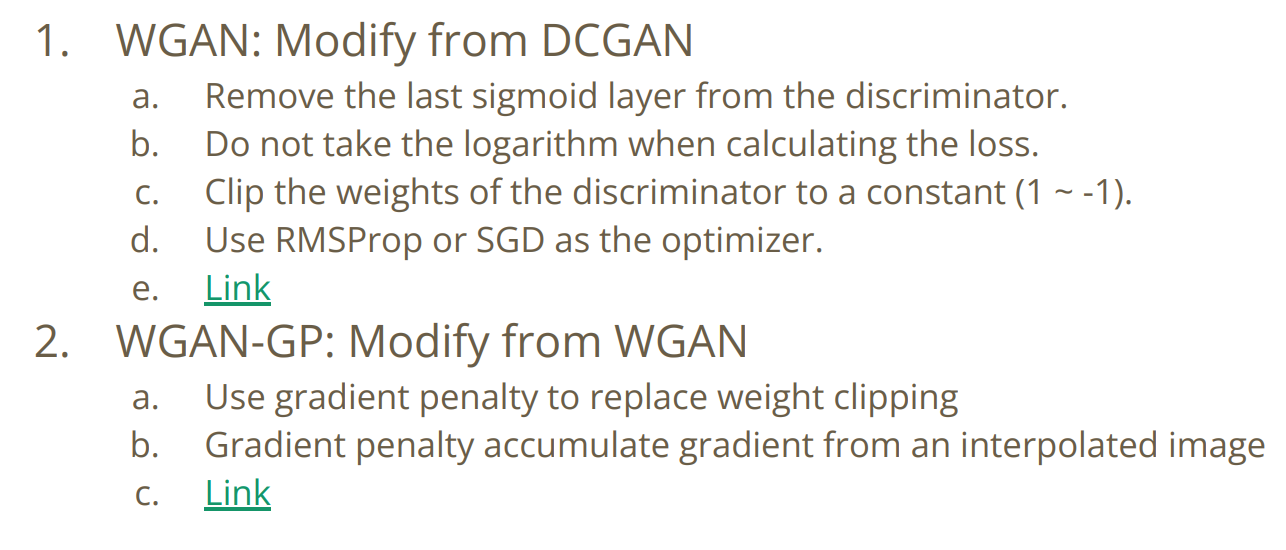 1. WGAN: Modify from DCGAN
a. Remove the last sigmoid layer from the discriminator.
b. Do not take the logarithm when calculating the loss.
c. Clip the weights of the discriminator to a constant (1 ~ -1).
d. Use RMSProp or SGD as the optimizer.
e. Link
2. WGAN-GP: Modify from WGAN
a. Use gradient penalty to replace weight clipping
b. Gradient penalty accumulate gradient from an interpolated image
c. Link